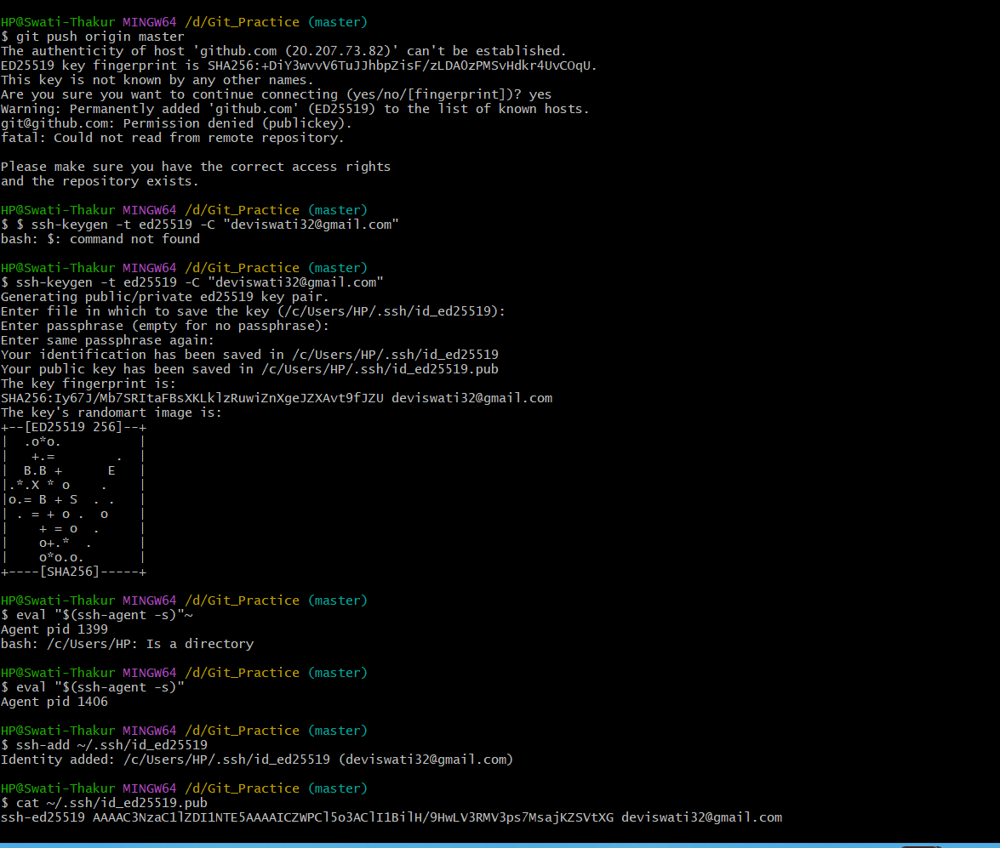 HP@Swati-Thakur MINGW64 /d/Git_Practice (master)
$ git push origin master
The authenticity of host 'github.com (20.207.73.82)' can't be established.
ED25519 key fingerprint is SHA256:+DiY3wvvV6TuJJhbpZisF/zLDA0zPMSvHdkr4UvCOqU.
This key is not known by any other names.
Are you sure you want to continue connecting (yes/no/[fingerprint])? yes
Warning: Permanently added 'github.com' (ED25519) to the list of known hosts.
git@github.com: Permission denied (publickey).
fatal: Could not read from remote repository.

Please make sure you have the correct access rights
and the repository exists.

HP@Swati-Thakur MINGW64 /d/Git_Practice (master)
$ $ ssh-keygen -t ed25519 -C "deviswati32@gmail.com"
bash: $: command not found

HP@Swati-Thakur MINGW64 /d/Git_Practice (master)
$ ssh-keygen -t ed25519 -C "deviswati32@gmail.com"
Generating public/private ed25519 key pair.
Enter file in which to save the key (/c/Users/HP/.ssh/id_ed25519):
Enter passphrase (empty for no passphrase):
Enter same passphrase again:
Your identification has been saved in /c/Users/HP/.ssh/id_ed25519
Your public key has been saved in /c/Users/HP/.ssh/id_ed25519.pub
The key fingerprint is:
SHA256:Iy67J/Mb7SRItaFBsXKLklzRuwiZnXgeJZXAvt9fJZU deviswati32@gmail.com
The key's randomart image is:
+--[ED25519 256]--+
|  .o*o.          |
|   +.=        .  |
|  B.B +      E   |
|.*.X * o    .    |
|o.= B + S  . .   |
| . = + o .  o    |
|    + = o  .     |
|    o+.*  .      |
|    o*o.o.       |
+----[SHA256]-----+

HP@Swati-Thakur MINGW64 /d/Git_Practice (master)
$ eval "$(ssh-agent -s)"~
Agent pid 1399
bash: /c/Users/HP: Is a directory

HP@Swati-Thakur MINGW64 /d/Git_Practice (master)
$ eval "$(ssh-agent -s)"
Agent pid 1406

HP@Swati-Thakur MINGW64 /d/Git_Practice (master)
$ ssh-add ~/.ssh/id_ed25519
Identity added: /c/Users/HP/.ssh/id_ed25519 (deviswati32@gmail.com)

HP@Swati-Thakur MINGW64 /d/Git_Practice (master)
$ cat ~/.ssh/id_ed25519.pub
ssh-ed25519 AAAAC3NzaC1lZDI1NTE5AAAAICZWPCl5o3AClI1BilH/9HwLV3RMV3ps7MsajKZSVtXG deviswati32@gmail.com